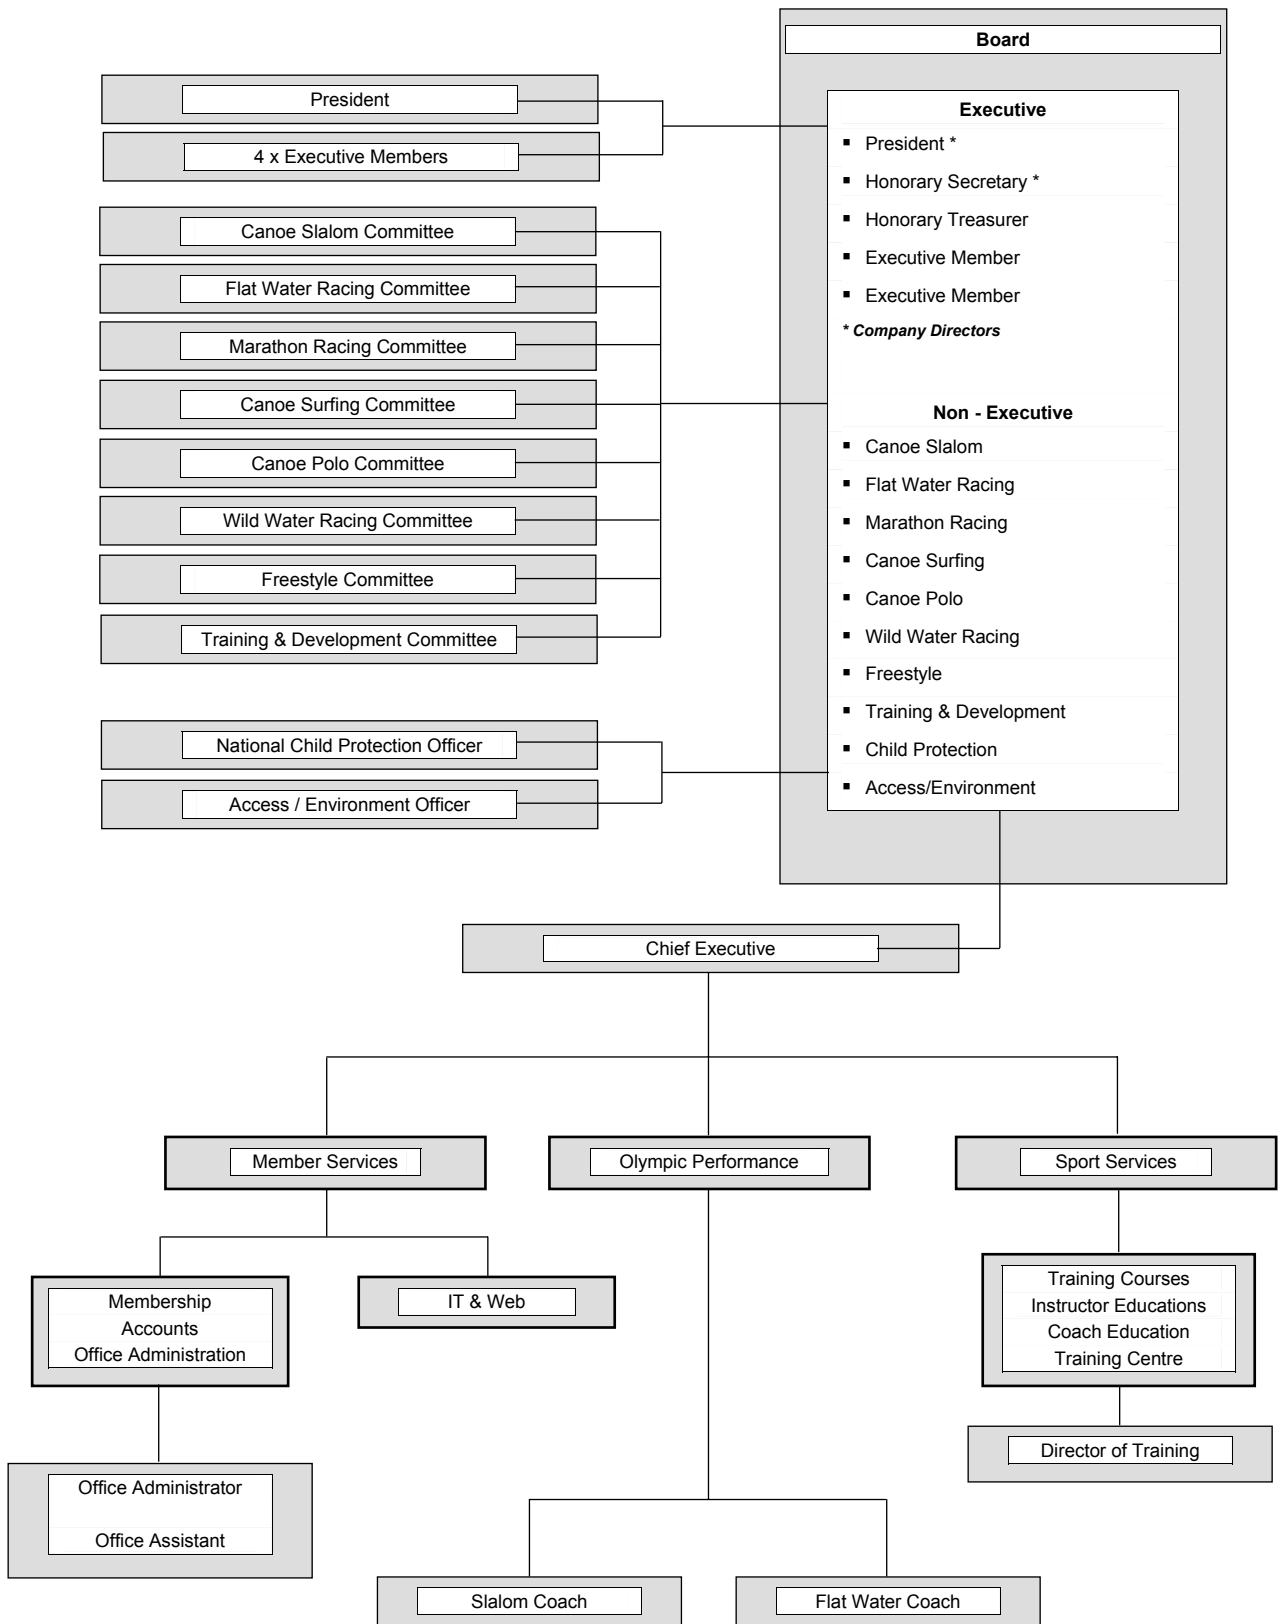 Board
President
4 x Executive Members
Canoe Slalom Committee
Flat Water Racing Committee
Marathon Racing Committee
Canoe Surfing Committee
Canoe Polo Committee
Wild Water Racing Committee
Freestyle Committee
Training & Development Committee
National Child Protection Officer
Access / Environment Officer
Executive
▪ President *
▪ Honorary Secretary *
▪ Honorary Treasurer
▪ Executive Member
▪ Executive Member
* Company Directors
Non - Executive
▪ Canoe Slalom
▪ Flat Water Racing
▪ Marathon Racing
▪ Canoe Surfing
▪ Canoe Polo
▪ Wild Water Racing
▪ Freestyle
▪ Training & Development
▪ Child Protection
▪ Access/Environment
Chief Executive
Member Services
Olympic Performance
Sport Services
Membership
Accounts
Office Administration
IT & Web
Training Courses
Instructor Educations
Coach Education
Training Centre
Director of Training
Office Administrator
Office Assistant
Slalom Coach
Flat Water Coach